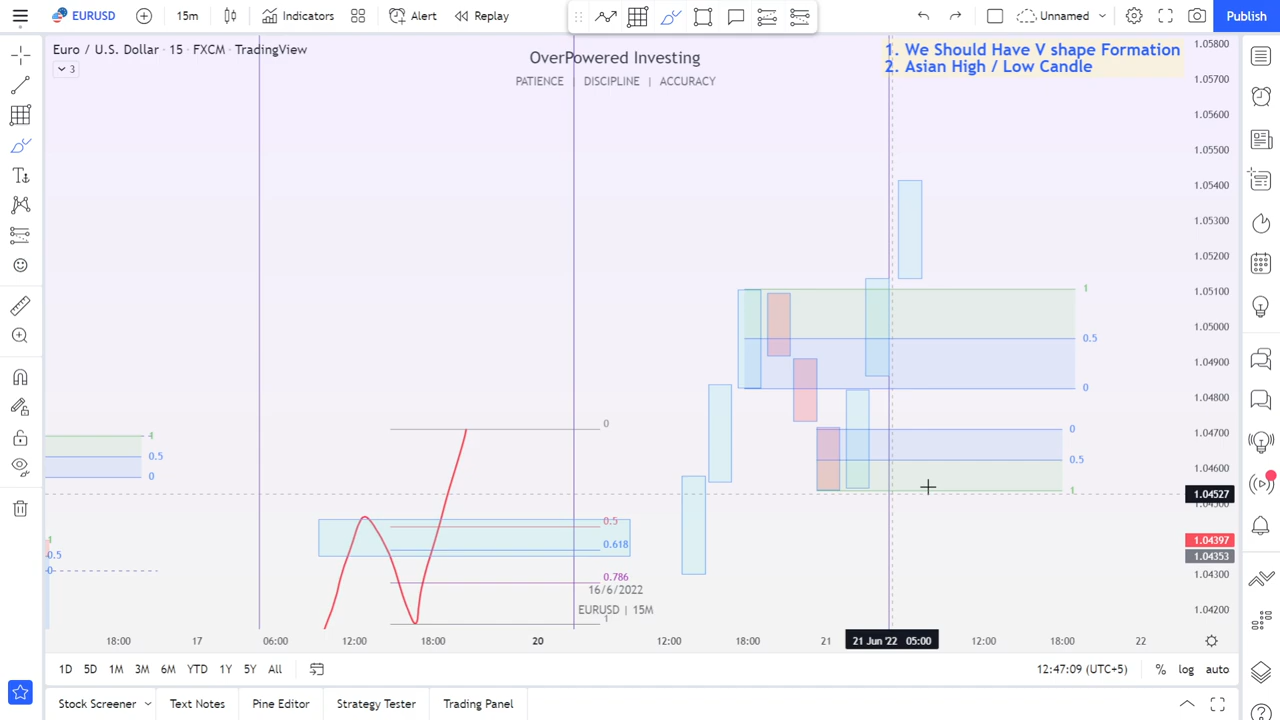 EURUSD
15m
Indicators
Alert
Replay
Unnamed
Publish
Euro / U.S. Dollar · 15 · FXCM · TradingView
3
OverPowered Investing
PATIENCE | DISCIPLINE | ACCURACY
1. We Should Have V shape Formation
2. Asian High / Low Candle
1.05800
1.05700
1.05600
1.05500
1.05400
1.05300
1.05200
1.05100
1.05000
1.04900
1.04800
1.04700
1.04600
1.04527
1.04397
1.04353
1.04300
1.04200
1
0.5
0
0
0.5
1
0
0.5
0.618
0.786
1
0.5
0
0.5
0
16/6/2022
EURUSD | 15M
18:00
17
06:00
12:00
18:00
20
12:00
18:00
21
21 Jun '22 05:00
12:00
18:00
22
1D
5D
1M
3M
6M
YTD
1Y
5Y
All
12:47:09 (UTC+5)
%
log
auto
Stock Screener
Text Notes
Pine Editor
Strategy Tester
Trading Panel